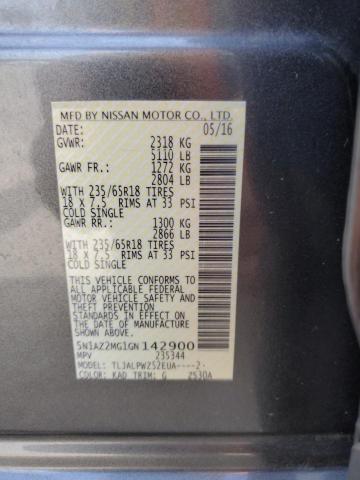 MFD BY NISSAN MOTOR CO., LTD.
DATE: 05/16
GVWR: 2318 KG
5110 LB
GAWR FR.: 1272 KG
2804 LB
WITH 235/65R18 TIRES
18 X 7.5 RIMS AT 33 PSI
COLD SINGLE
GAWR RR.: 1300 KG
2866 LB
WITH 235/65R18 TIRES
18 X 7.5 RIMS AT 33 PSI
COLD SINGLE
THIS VEHICLE CONFORMS TO
ALL APPLICABLE FEDERAL
MOTOR VEHICLE SAFETY,
AND THEFT PREVENTION
STANDARDS IN EFFECT ON
THE DATE OF MANUFACTURE
SHOWN ABOVE.
5N1AZ2MG1GN142900
MPV 235344
MODEL: TLJALPWZ52EUA----2-
COLOR: KAD TRIM: G Z530A